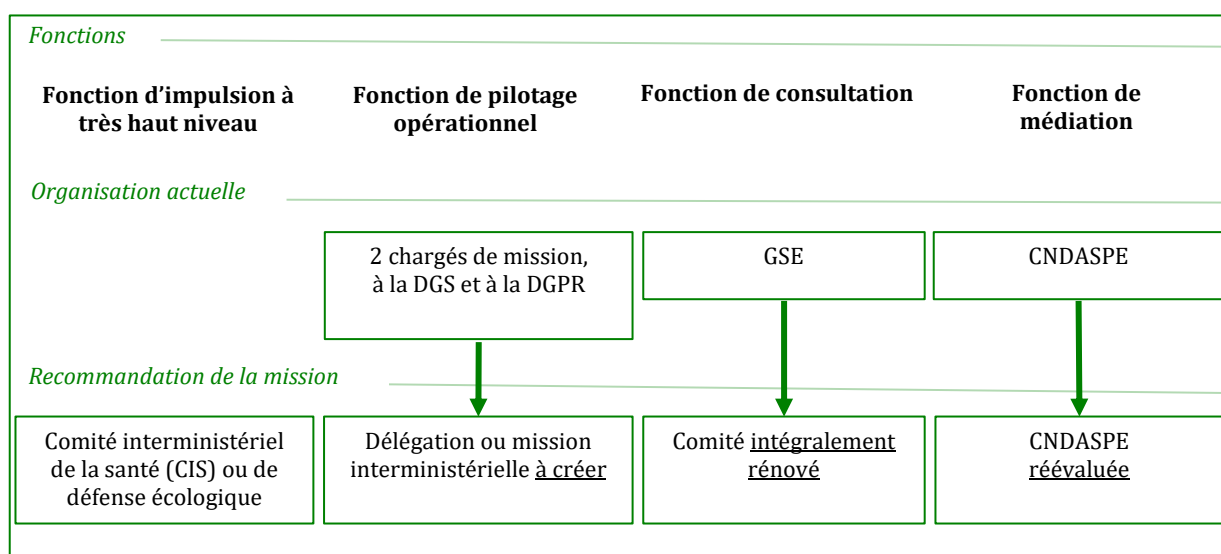 Fonctions
Fonction d'impulsion à
très haut niveau
Fonction de pilotage
opérationnel
Fonction de consultation
Fonction de
médiation
Organisation actuelle
2 chargés de mission,
à la DGS et à la DGPR
GSE
CNDASPE
Recommandation de la mission
Comité interministériel
de la santé (CIS) ou de
défense écologique
Délégation ou mission
interministérielle à créer
Comité intégralement
rénové
CNDASPE
réévaluée